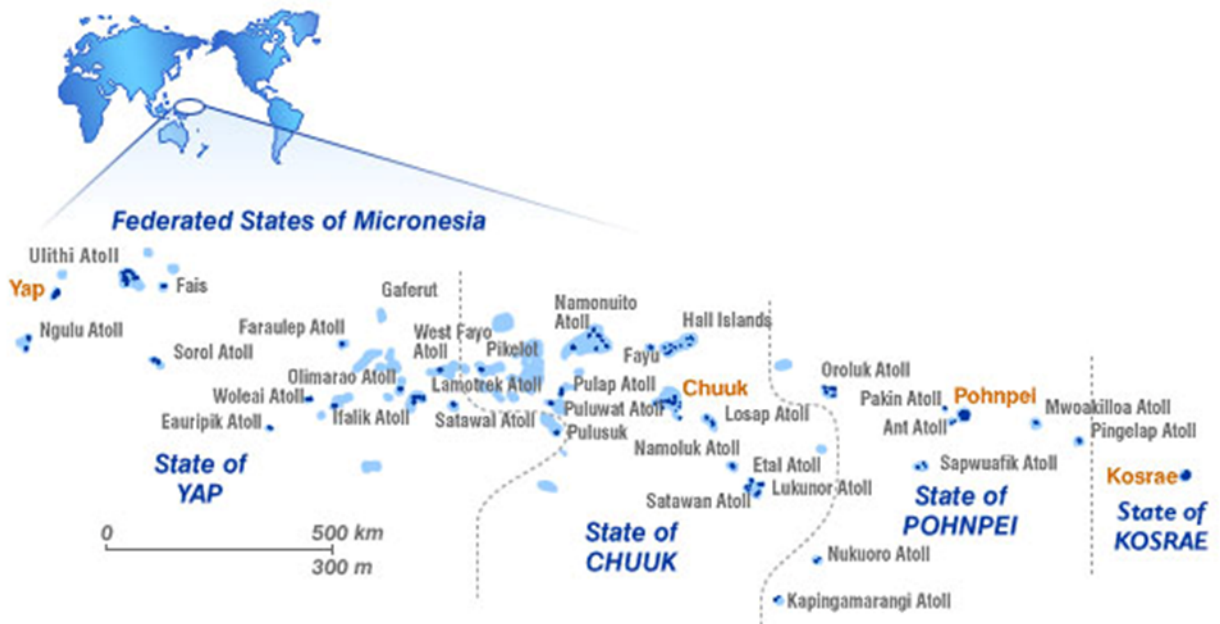 Federated States of Micronesia
Ulithi Atoll
Yap
Fais
Ngulu Atoll
Sorol Atoll
Gaferut
Faraulep Atoll
West Fayo
Atoll
Pikelot
Olimarao Atoll
Lamotrek Atoll
Woleai Atoll
Ifalik Atoll
Satawal Atoll
Eauripik Atoll
State of
YAP
0
500 km
300 m
Namonuito
Atoll
Hall Islands
Fayu
Pulap Atoll
Chuuk
Puluwat Atoll
Losap Atoll
Pulusuk
Namoluk Atoll
Etal Atoll
Lukunor Atoll
Satawan Atoll
State of
CHUUK
Oroluk Atoll
Pakin Atoll
Pohnpei
Ant Atoll
Mwoakilloa Atoll
Pingelap Atoll
Sapwuafik Atoll
State of
POHNPEI
Nukuoro Atoll
Kapingamarangi Atoll
Kosrae
State of
KOSRAE